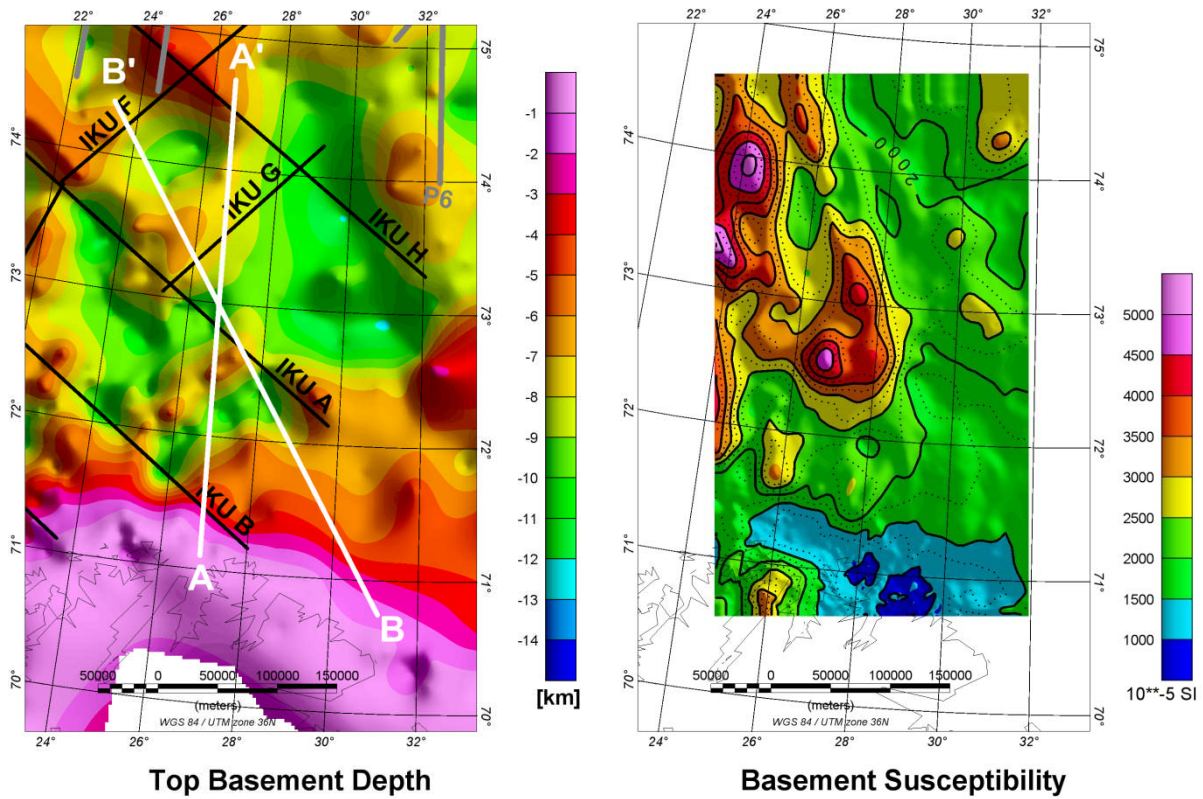 22° 24° 26° 28° 30° 32°
75°
74°
73°
72°
71°
70°
74°
73°
72°
71°
70°
24° 26° 28° 30° 32°
B'
A'
IKU F
IKU G
IKU H
P6
IKU A
IKU B
A
B
50000 0 50000 100000 150000
(meters)
WGS 84 / UTM zone 36N
-1
-2
-3
-4
-5
-6
-7
-8
-9
-10
-11
-12
-13
-14
[km]
Top Basement Depth
22° 24° 26° 28° 30° 32°
75°
74°
73°
72°
71°
70°
74°
73°
72°
71°
70°
24° 26° 28° 30° 32°
2000
50000 0 50000 100000 150000
(meters)
WGS 84 / UTM zone 36N
5000
4500
4000
3500
3000
2500
2000
1500
1000
10**-5 SI
Basement Susceptibility